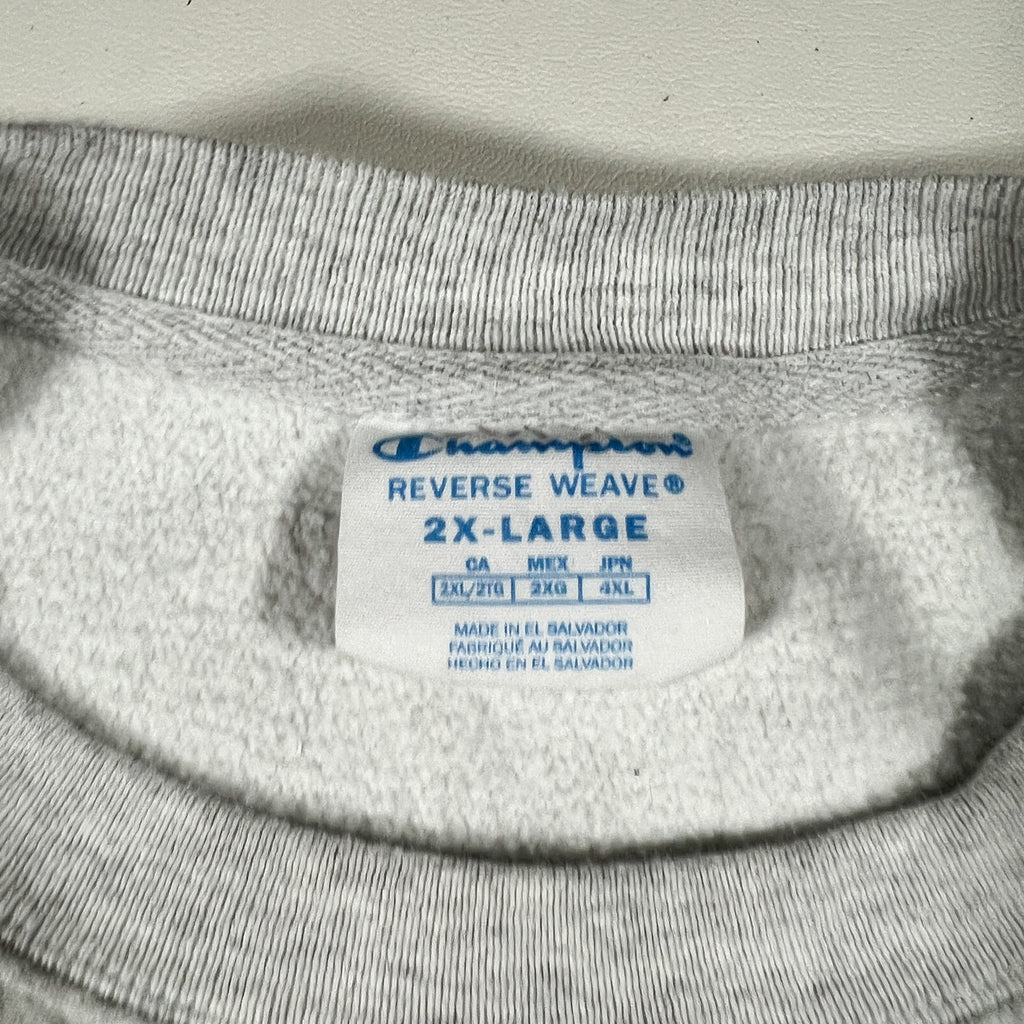 Champion
REVERSE WEAVE®
2X-LARGE
CA MEX JPN
2XL/2TG 2XG 4XL
MADE IN EL SALVADOR
FABRIQUÉ AU SALVADOR
HECHO EN EL SALVADOR